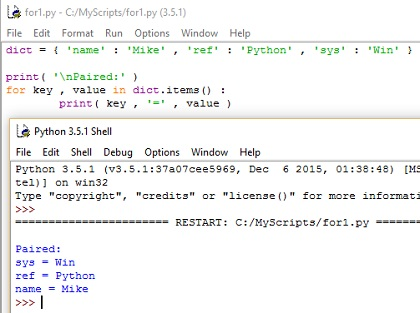 for1.py - C:/MyScripts/for1.py (3.5.1)
File Edit Format Run Options Window Help
dict = { 'name' : 'Mike' , 'ref' : 'Python' , 'sys' : 'Win' }
print( '\nPaired:' )
for key , value in dict.items() :
print( key , '=' , value )
Python 3.5.1 Shell
File Edit Shell Debug Options Window Help
Python 3.5.1 (v3.5.1:37a07cee5969, Dec 6 2015, 01:38:48) [MS
tel)] on win32
Type "copyright", "credits" or "license()" for more informati
>>>
====================== RESTART: C:/MyScripts/for1.py =======
Paired:
sys = Win
ref = Python
name = Mike
>>>